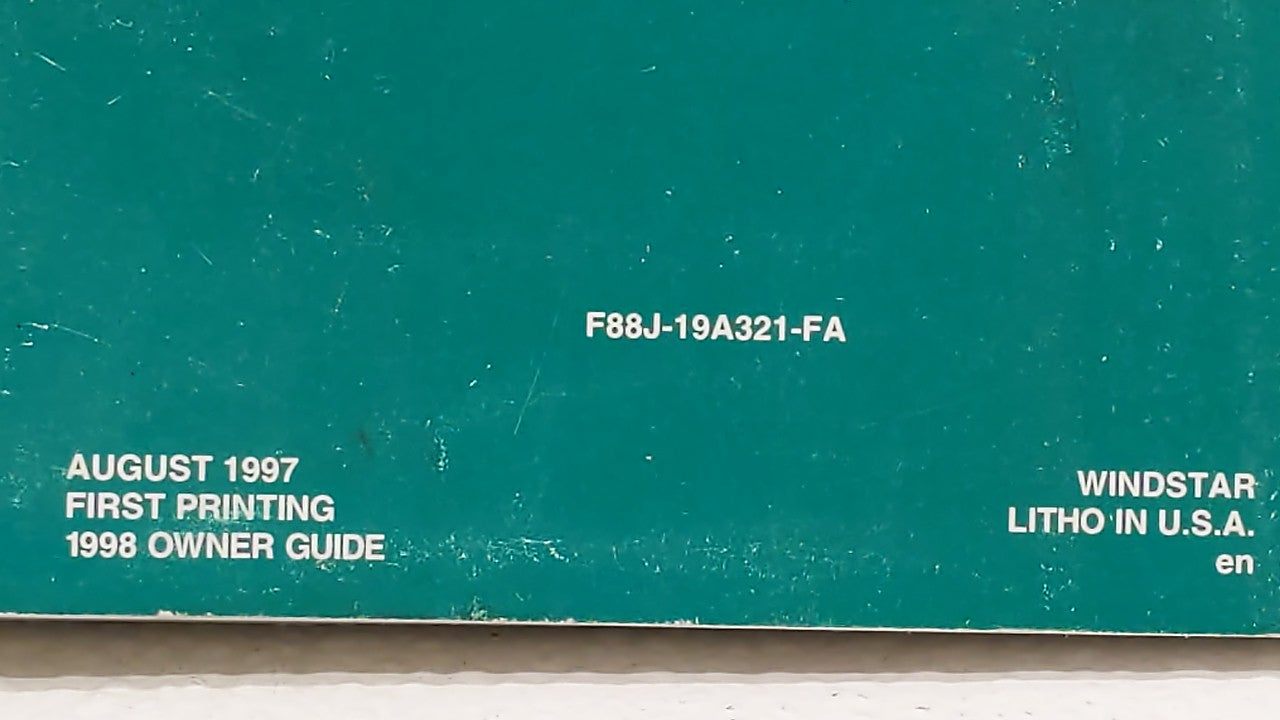 F88J-19A321-FA
AUGUST 1997
FIRST PRINTING
1998 OWNER GUIDE
WINDSTAR
LITHO IN U.S.A.
en